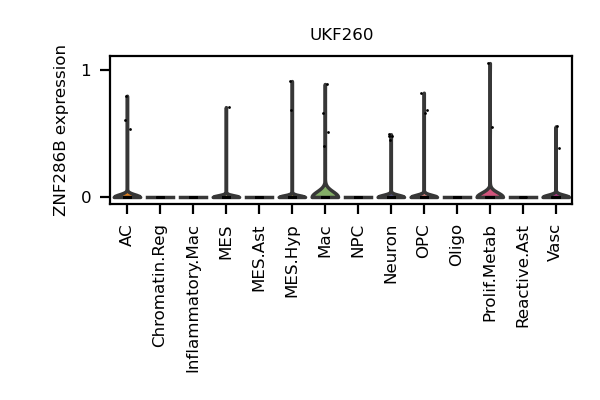 UKF260
ZNF286B expression
1
0
AC
Chromatin.Reg
Inflammatory.Mac
MES
MES.Ast
MES.Hyp
Mac
NPC
Neuron
OPC
Oligo
Prolif.Metab
Reactive.Ast
Vasc